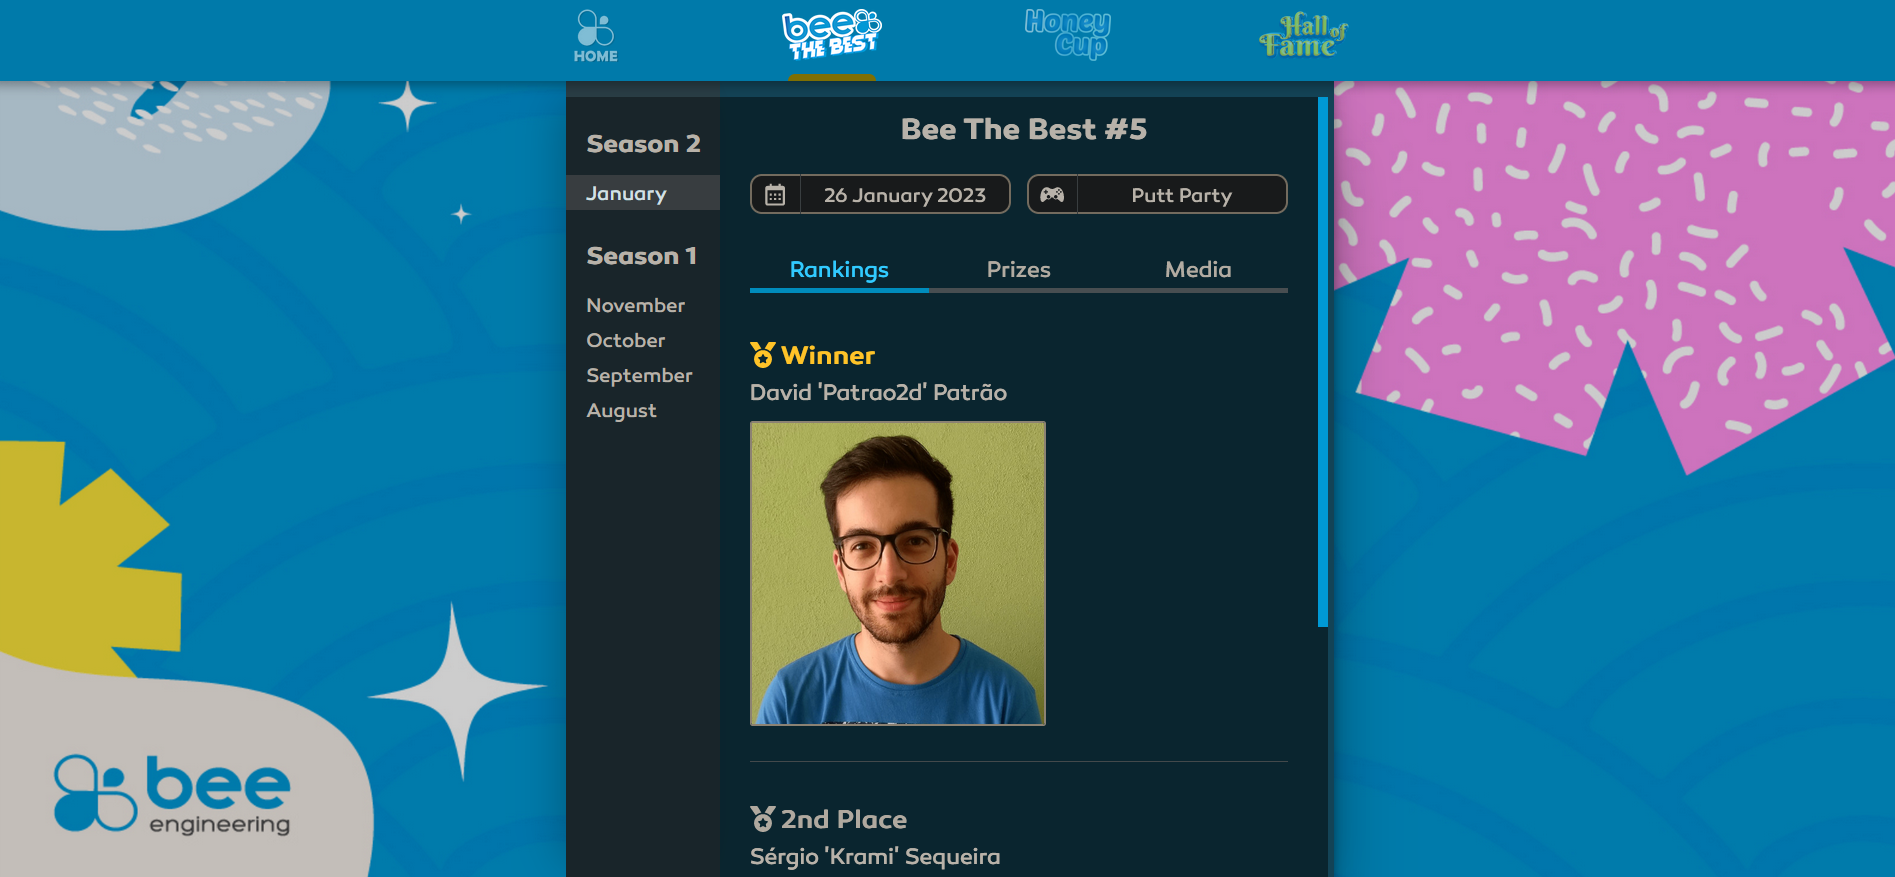 HOME
bee
THE BEST
Honey
Cup
Hall of
Fame
Season 2
January
Season 1
November
October
September
August
Bee The Best #5
26 January 2023
Putt Party
Rankings
Prizes
Media
Winner
David 'Patrao2d' Patrão
2nd Place
Sérgio 'Krami' Sequeira
bee
engineering